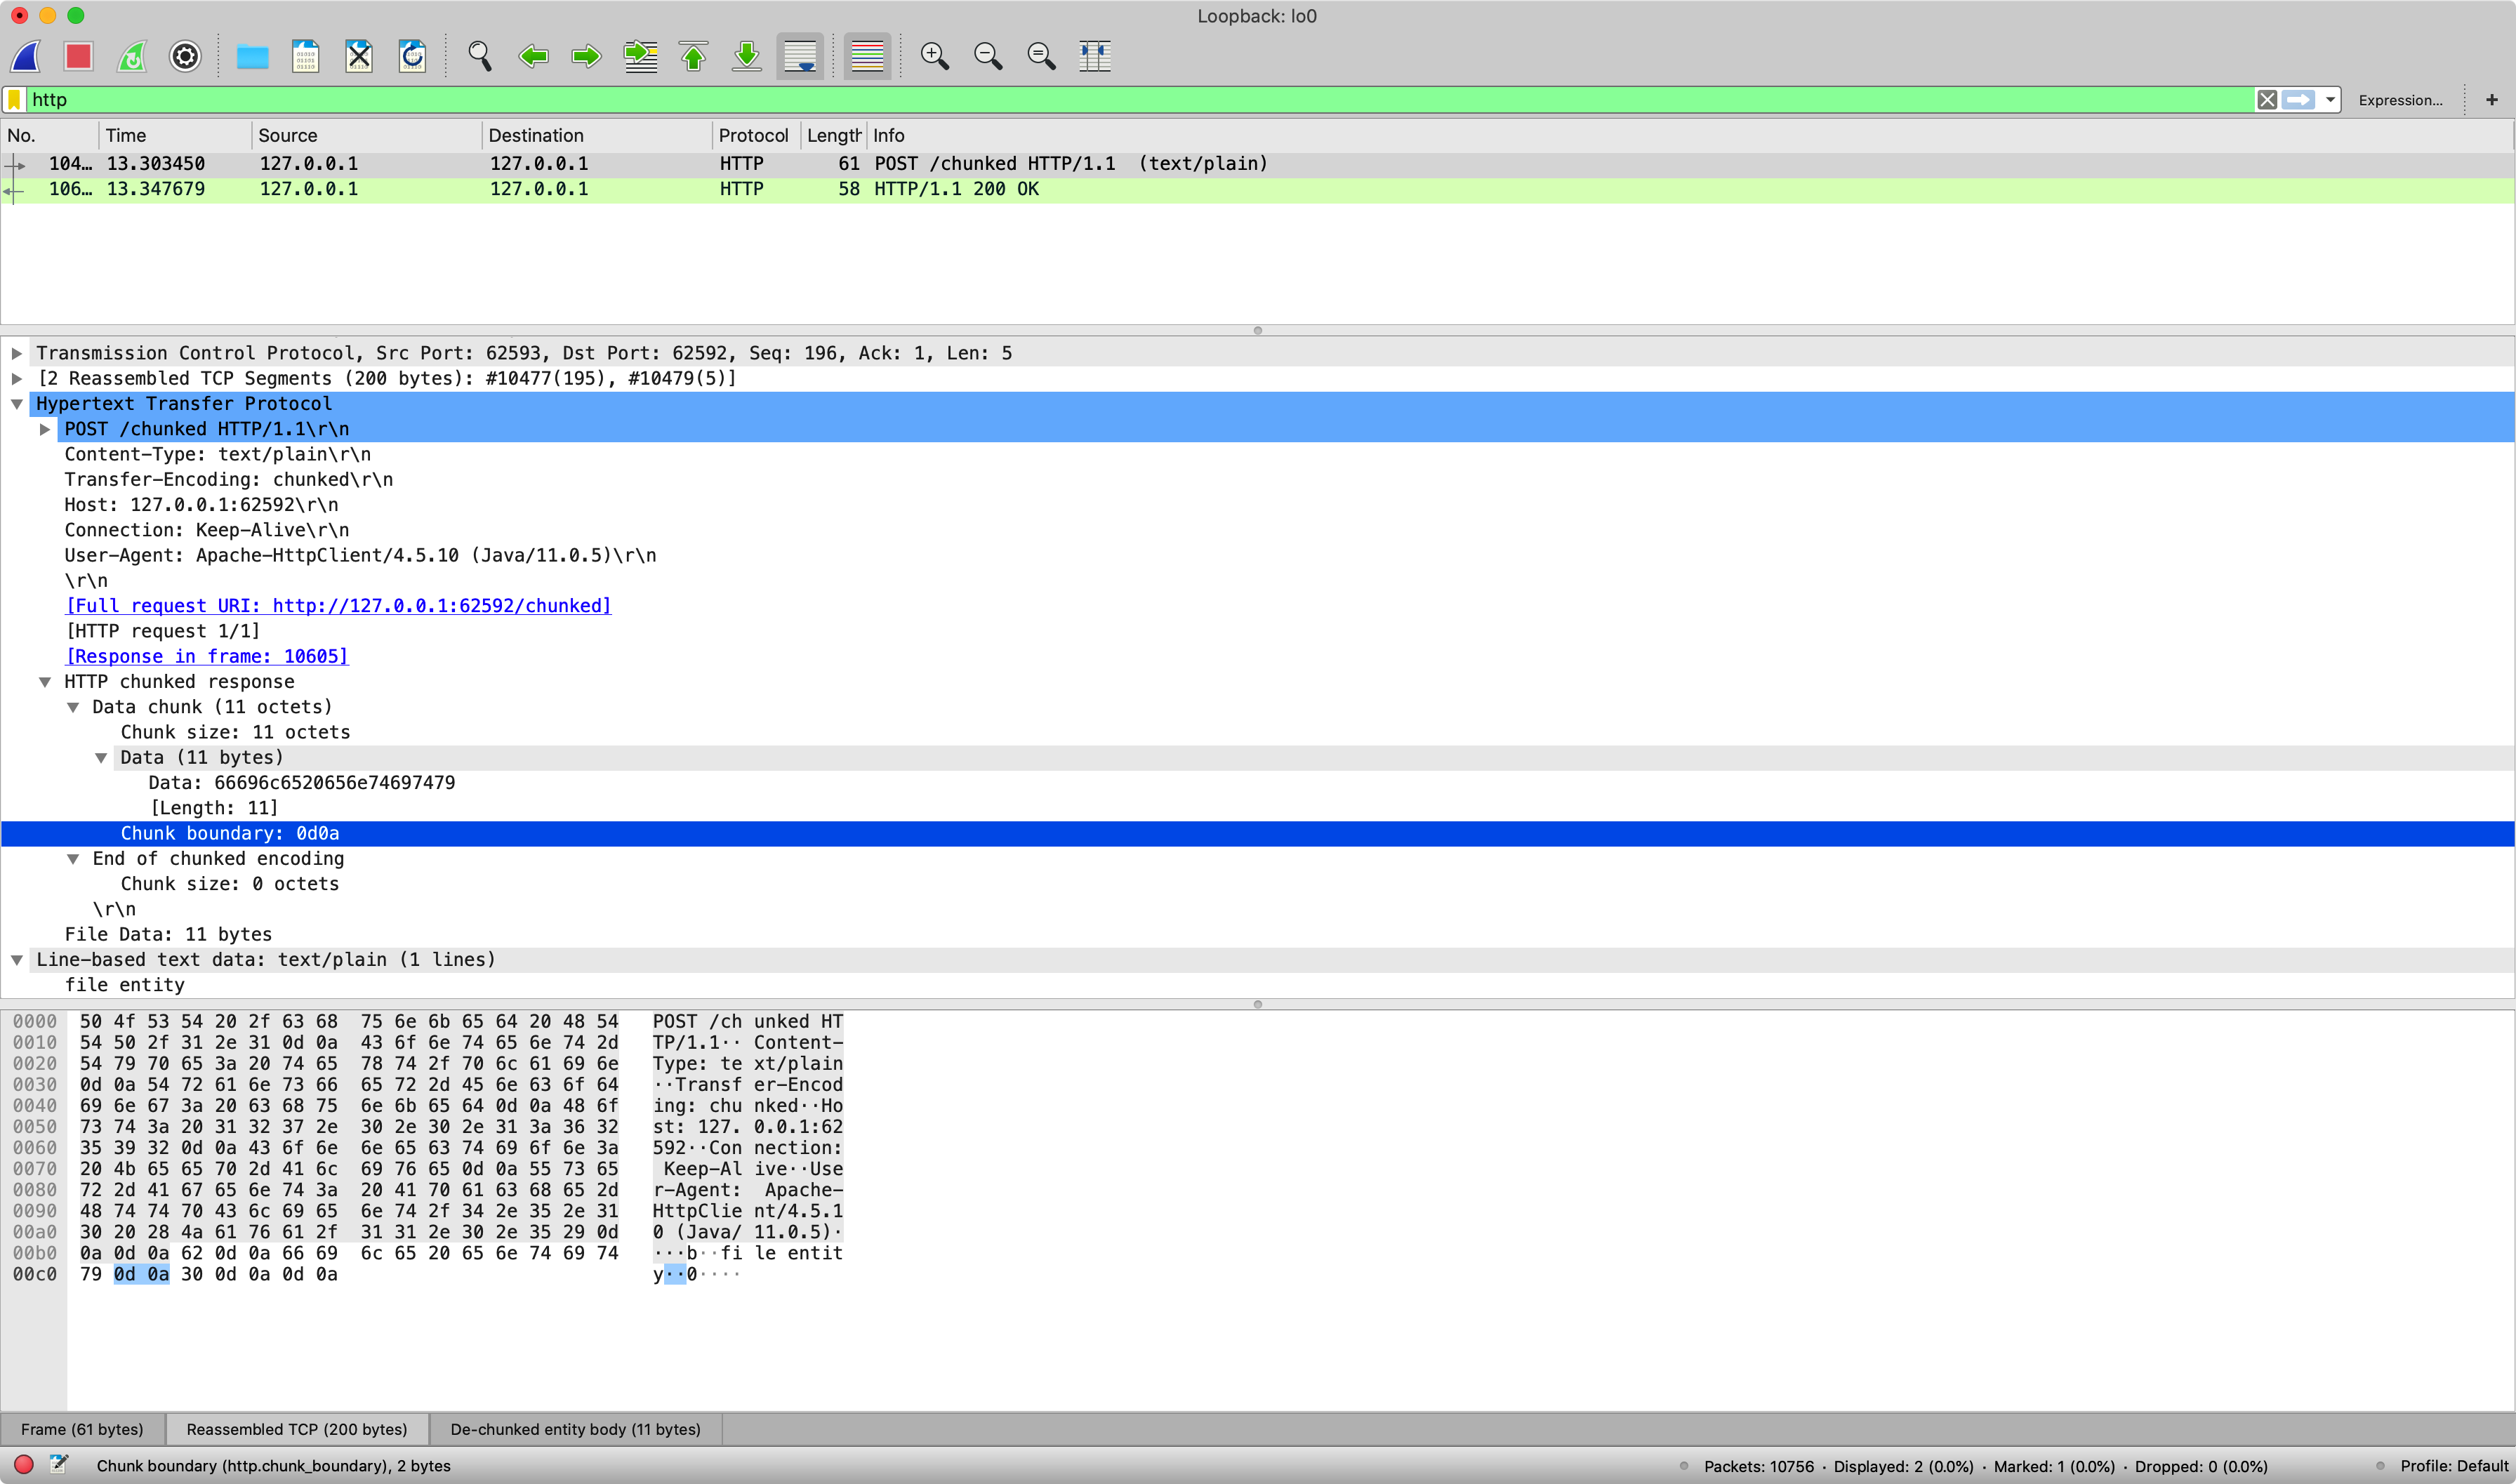 Loopback: lo0
http
Expression... +
No. Time Source Destination Protocol Length Info
104… 13.303450 127.0.0.1 127.0.0.1 HTTP 61 POST /chunked HTTP/1.1  (text/plain)
106… 13.347679 127.0.0.1 127.0.0.1 HTTP 58 HTTP/1.1 200 OK
Transmission Control Protocol, Src Port: 62593, Dst Port: 62592, Seq: 196, Ack: 1, Len: 5
[2 Reassembled TCP Segments (200 bytes): #10477(195), #10479(5)]
Hypertext Transfer Protocol
POST /chunked HTTP/1.1\r\n
Content-Type: text/plain\r\n
Transfer-Encoding: chunked\r\n
Host: 127.0.0.1:62592\r\n
Connection: Keep-Alive\r\n
User-Agent: Apache-HttpClient/4.5.10 (Java/11.0.5)\r\n
\r\n
[Full request URI: http://127.0.0.1:62592/chunked]
[HTTP request 1/1]
[Response in frame: 10605]
HTTP chunked response
Data chunk (11 octets)
Chunk size: 11 octets
Data (11 bytes)
Data: 66696c6520656e74697479
[Length: 11]
Chunk boundary: 0d0a
End of chunked encoding
Chunk size: 0 octets
\r\n
File Data: 11 bytes
Line-based text data: text/plain (1 lines)
file entity
0000 50 4f 53 54 20 2f 63 68 75 6e 6b 65 64 20 48 54 POST /ch unked HT
0010 54 50 2f 31 2e 31 0d 0a 43 6f 6e 74 65 6e 74 2d TP/1.1·· Content-
0020 54 79 70 65 3a 20 74 65 78 74 2f 70 6c 61 69 6e Type: te xt/plain
0030 0d 0a 54 72 61 6e 73 66 65 72 2d 45 6e 63 6f 64 ··Transf er-Encod
0040 69 6e 67 3a 20 63 68 75 6e 6b 65 64 0d 0a 48 6f ing: chu nked··Ho
0050 73 74 3a 20 31 32 37 2e 30 2e 30 2e 31 3a 36 32 st: 127. 0.0.1:62
0060 35 39 32 0d 0a 43 6f 6e 6e 65 63 74 69 6f 6e 3a 592··Con nection:
0070 20 4b 65 65 70 2d 41 6c 69 76 65 0d 0a 55 73 65 Keep-Al ive··Use
0080 72 2d 41 67 65 6e 74 3a 20 41 70 61 63 68 65 2d r-Agent: Apache-
0090 48 74 74 70 43 6c 69 65 6e 74 2f 34 2e 35 2e 31 HttpClie nt/4.5.1
00a0 30 20 28 4a 61 76 61 2f 31 31 2e 30 2e 35 29 0d 0 (Java/ 11.0.5)·
00b0 0a 0d 0a 62 0d 0a 66 69 6c 65 20 65 6e 74 69 74 ···b··fi le entit
00c0 79 0d 0a 30 0d 0a 0d 0a y··0····
Frame (61 bytes) Reassembled TCP (200 bytes) De-chunked entity body (11 bytes)
Chunk boundary (http.chunk_boundary), 2 bytes Packets: 10756 · Displayed: 2 (0.0%) · Marked: 1 (0.0%) · Dropped: 0 (0.0%) Profile: Default